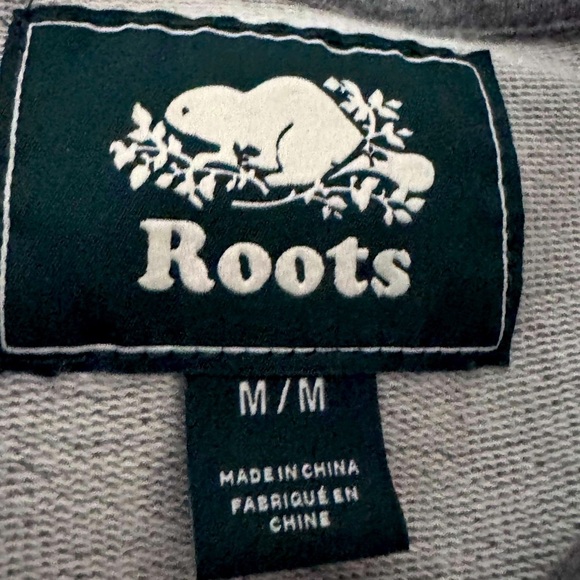 Roots
M/M
MADE IN CHINA
FABRIQUÉ EN
CHINE